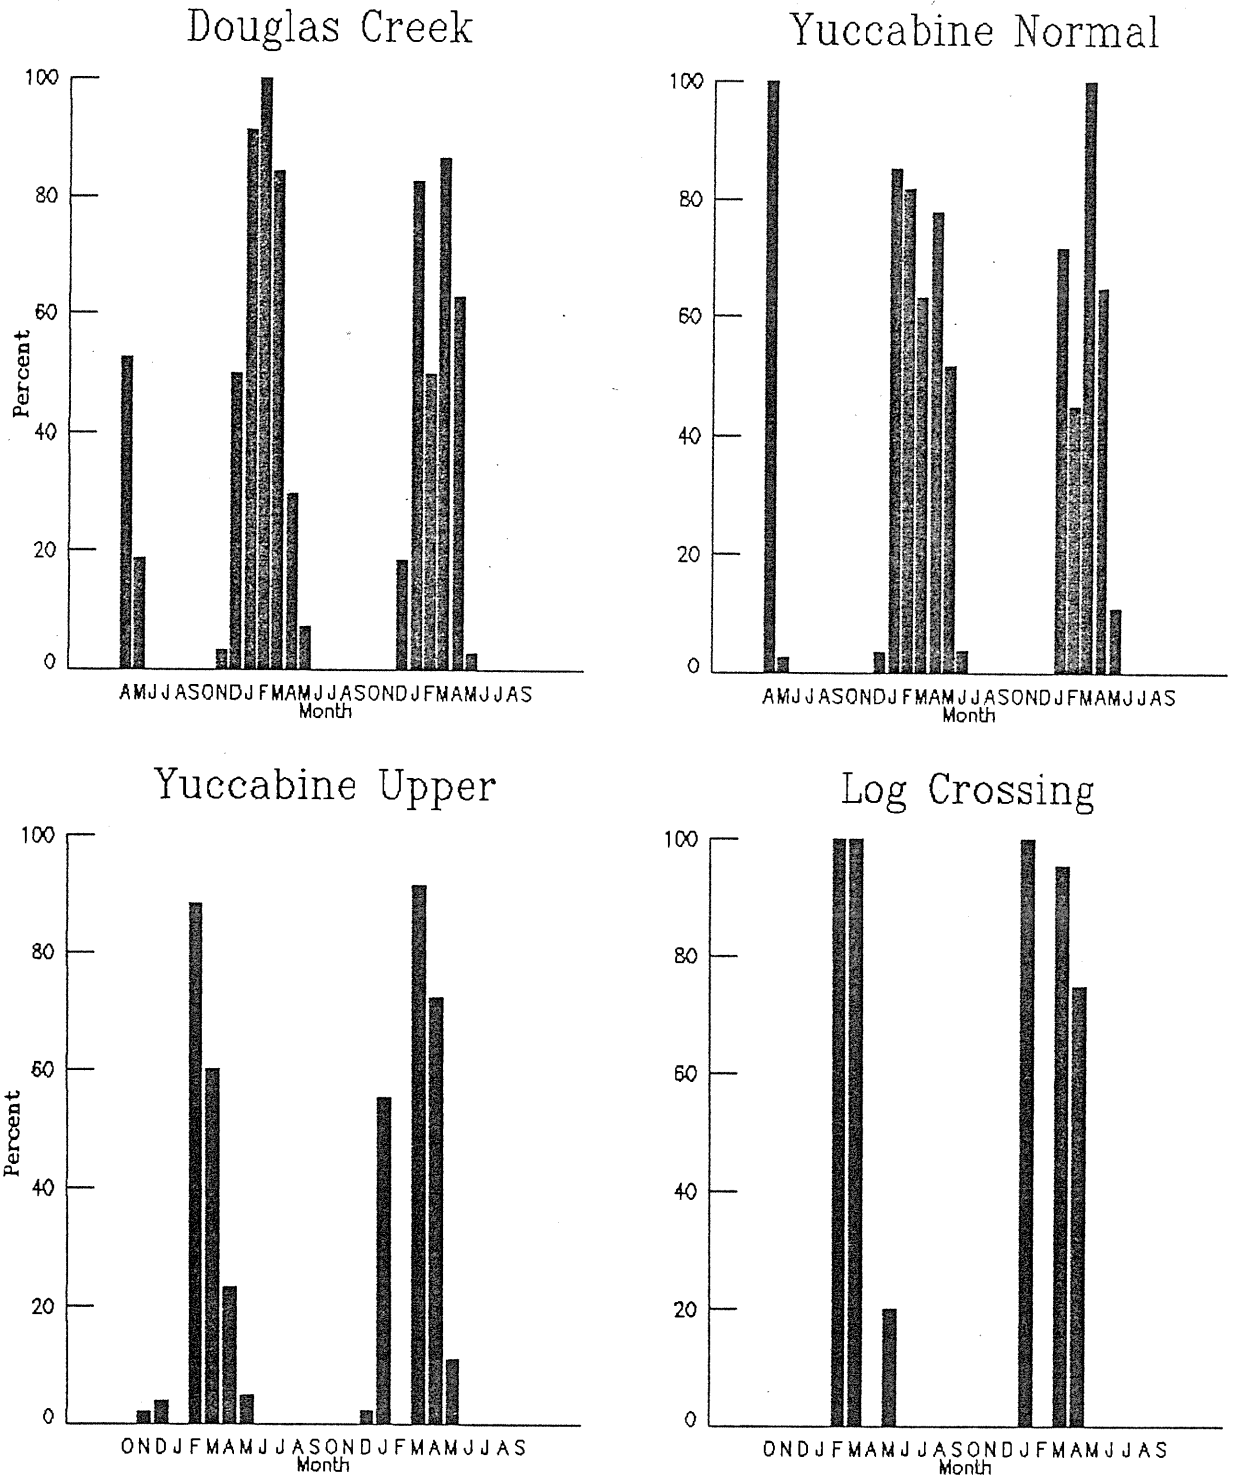 Douglas Creek
100
80
60
40
20
0
Percent
AMJJASONDJFMAMJJASONDJFMAMJJAS
Month
Yuccabine Normal
100
80
60
40
20
0
AMJJASONDJFMAMJJASONDJFMAMJJAS
Month
Yuccabine Upper
100
80
60
40
20
0
Percent
ONDJFMAMJJASONDJFMAMJJAS
Month
Log Crossing
100
80
60
40
20
0
ONDJFMAMJJASONDJFMAMJJAS
Month